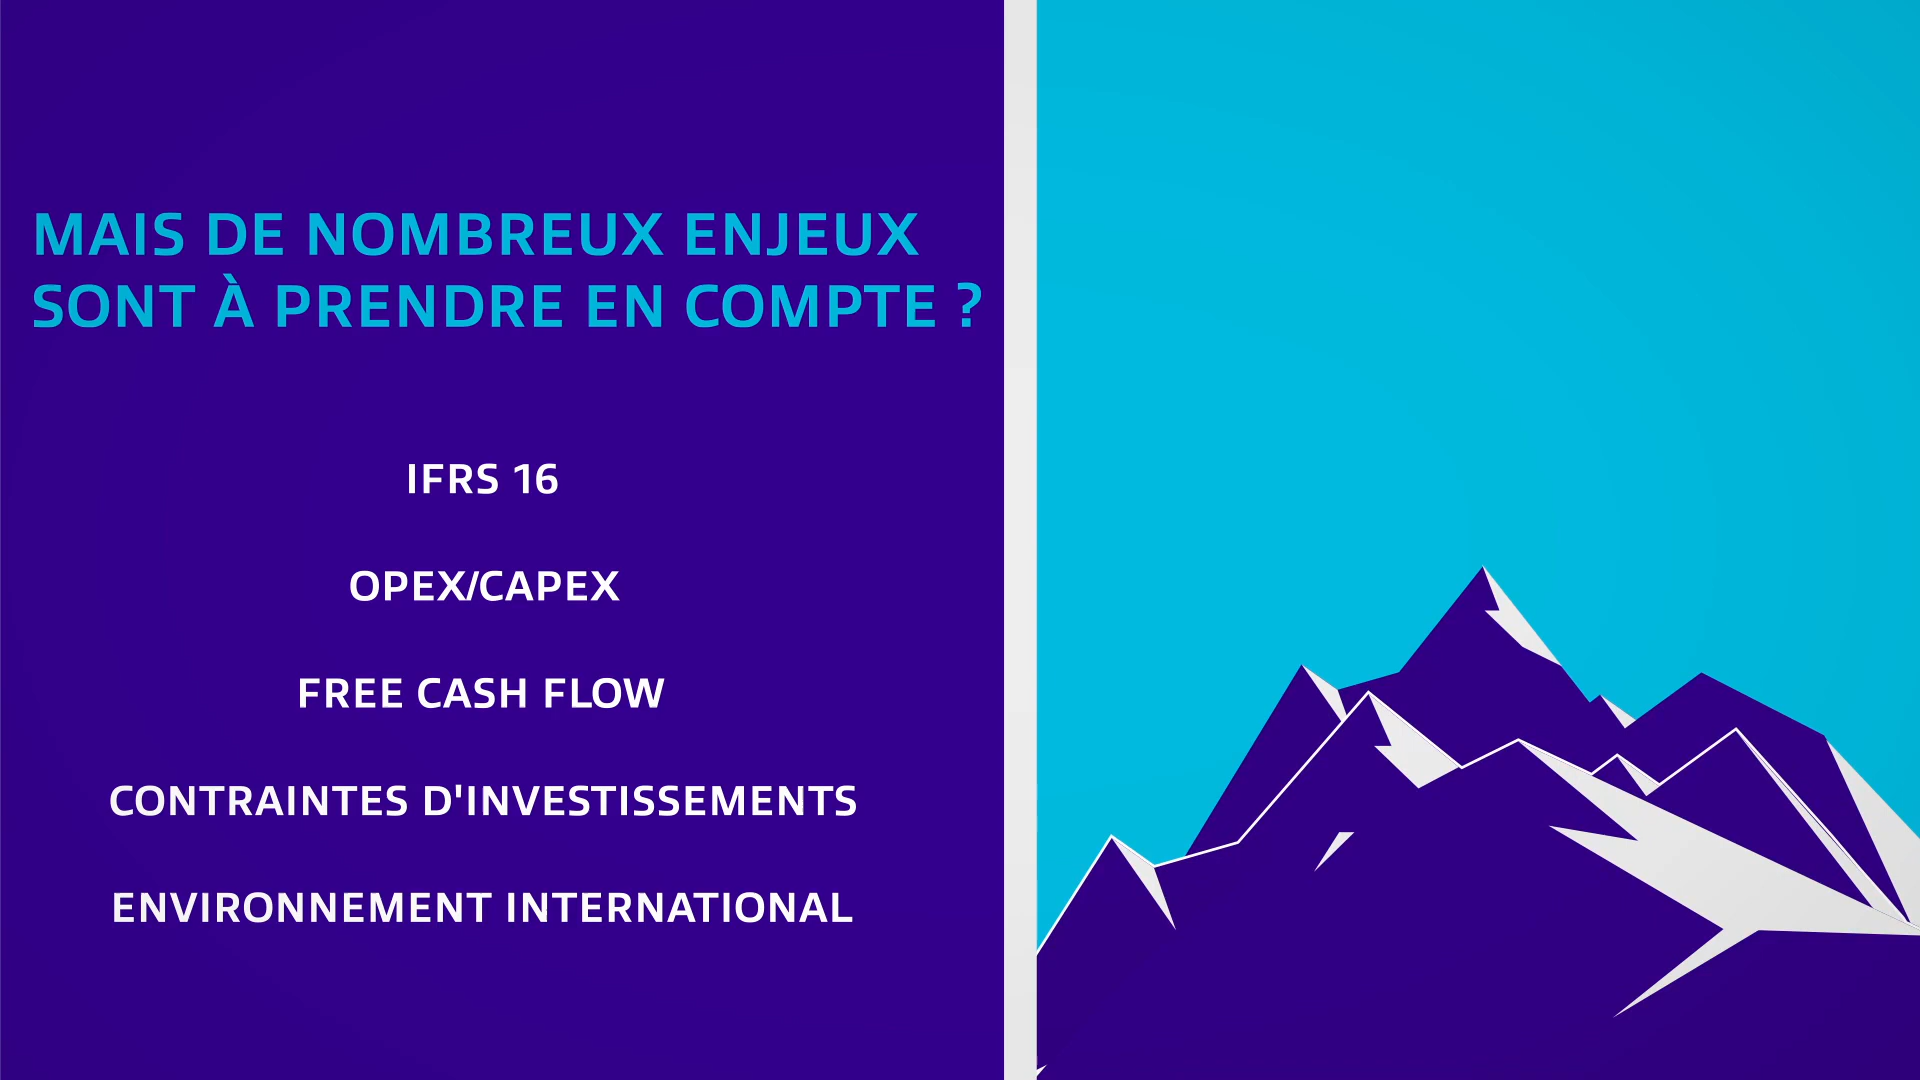 MAIS DE NOMBREUX ENJEUX
SONT À PRENDRE EN COMPTE ?
IFRS 16
OPEX/CAPEX
FREE CASH FLOW
CONTRAINTES D'INVESTISSEMENTS
ENVIRONNEMENT INTERNATIONAL